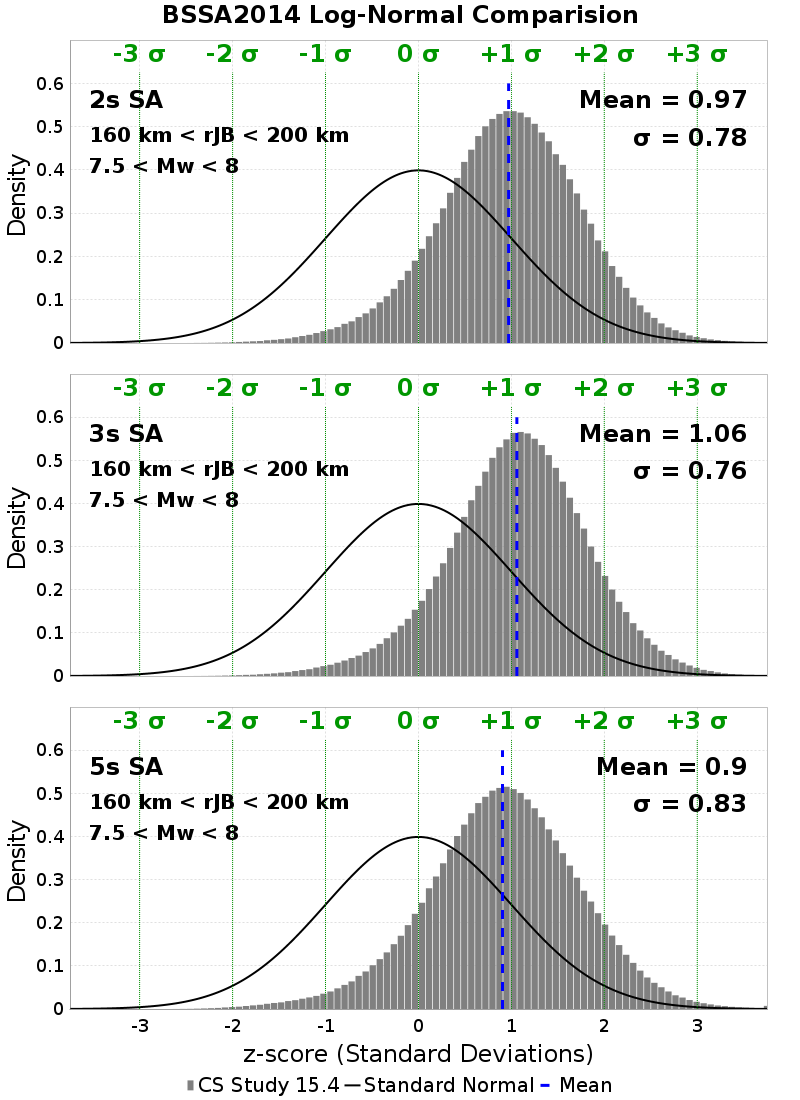 BSSA2014 Log-Normal Comparision
-3 σ -2 σ -1 σ 0 σ +1 σ +2 σ +3 σ
2s SA
160 km < rJB < 200 km
7.5 < Mw < 8
Mean = 0.97
σ = 0.78
Density
0.6
0.5
0.4
0.3
0.2
0.1
0
-3 σ -2 σ -1 σ 0 σ +1 σ +2 σ +3 σ
3s SA
160 km < rJB < 200 km
7.5 < Mw < 8
Mean = 1.06
σ = 0.76
Density
0.6
0.5
0.4
0.3
0.2
0.1
0
-3 σ -2 σ -1 σ 0 σ +1 σ +2 σ +3 σ
5s SA
160 km < rJB < 200 km
7.5 < Mw < 8
Mean = 0.9
σ = 0.83
Density
0.6
0.5
0.4
0.3
0.2
0.1
0
-3 -2 -1 0 1 2 3
z-score (Standard Deviations)
CS Study 15.4 Standard Normal Mean